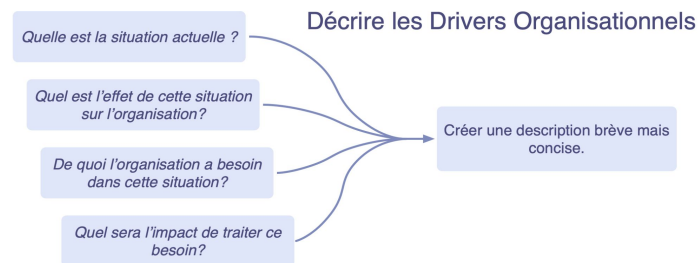 Décrire les Drivers Organisationnels
Quelle est la situation actuelle ?
Quel est l'effet de cette situation
sur l'organisation?
De quoi l'organisation a besoin
dans cette situation?
Quel sera l'impact de traiter ce
besoin?
Créer une description brève mais
concise.